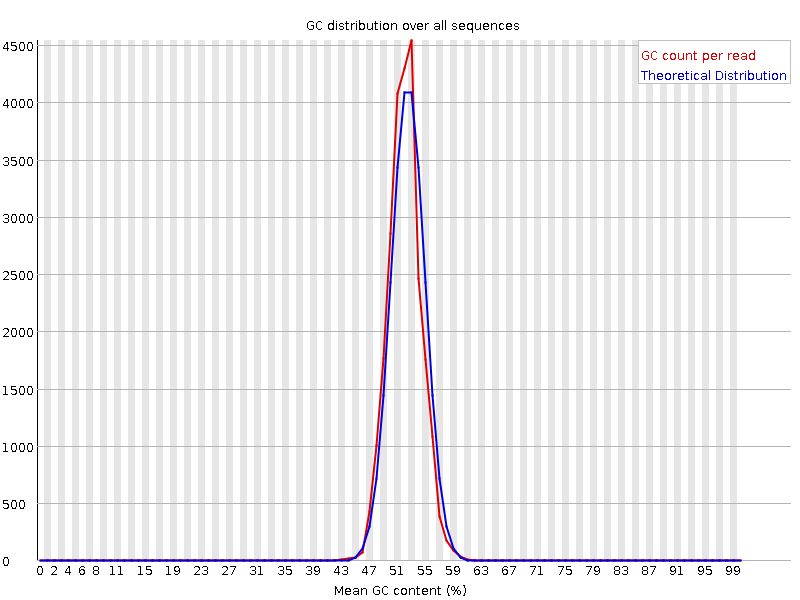 GC distribution over all sequences
GC count per read
Theoretical Distribution
4500
4000
3500
3000
2500
2000
1500
1000
500
0
0 2 4 6 8 11 15 19 23 27 31 35 39 43 47 51 55 59 63 67 71 75 79 83 87 91 95 99
Mean GC content (%)